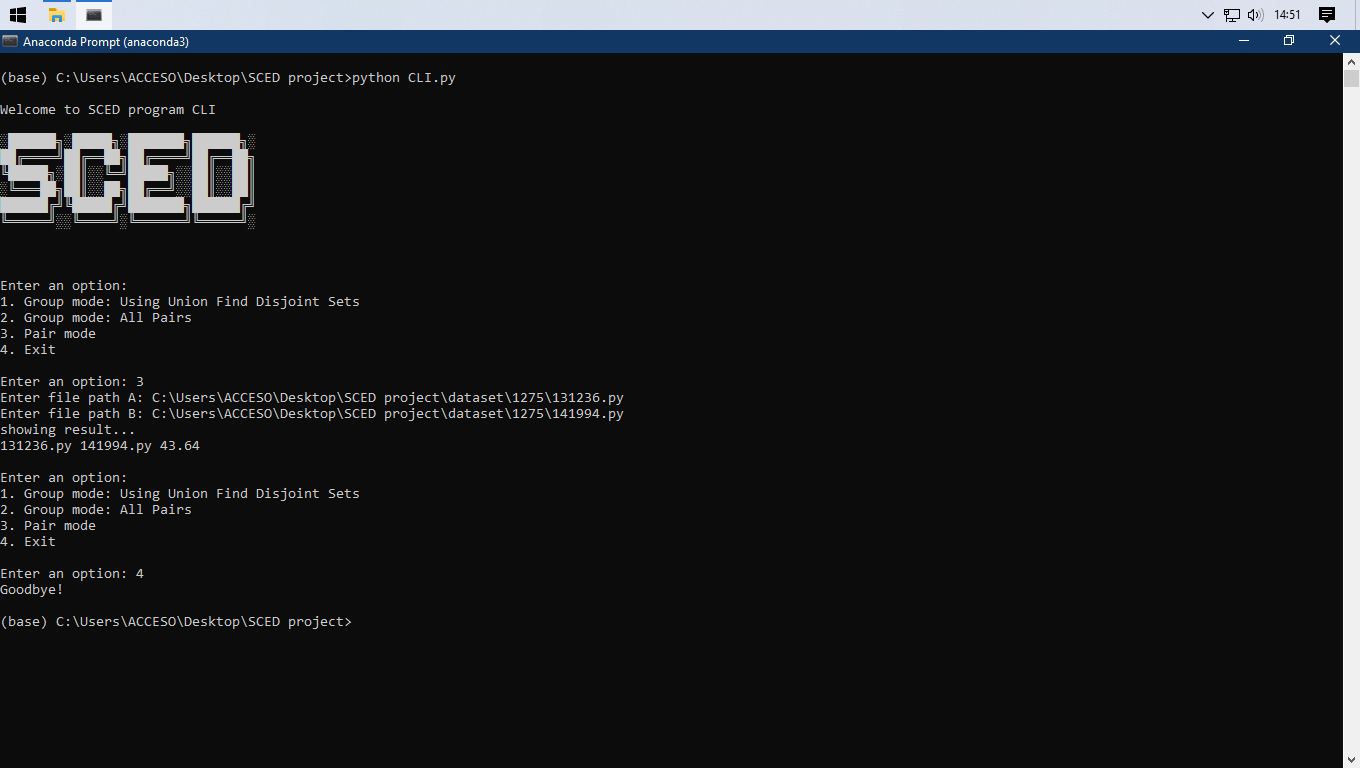 14:51
Anaconda Prompt (anaconda3)
(base) C:\Users\ACCESO\Desktop\SCED project>python CLI.py
Welcome to SCED program CLI
SCED
Enter an option:
1. Group mode: Using Union Find Disjoint Sets
2. Group mode: All Pairs
3. Pair mode
4. Exit
Enter an option: 3
Enter file path A: C:\Users\ACCESO\Desktop\SCED project\dataset\1275\131236.py
Enter file path B: C:\Users\ACCESO\Desktop\SCED project\dataset\1275\141994.py
showing result...
131236.py 141994.py 43.64
Enter an option:
1. Group mode: Using Union Find Disjoint Sets
2. Group mode: All Pairs
3. Pair mode
4. Exit
Enter an option: 4
Goodbye!
(base) C:\Users\ACCESO\Desktop\SCED project>